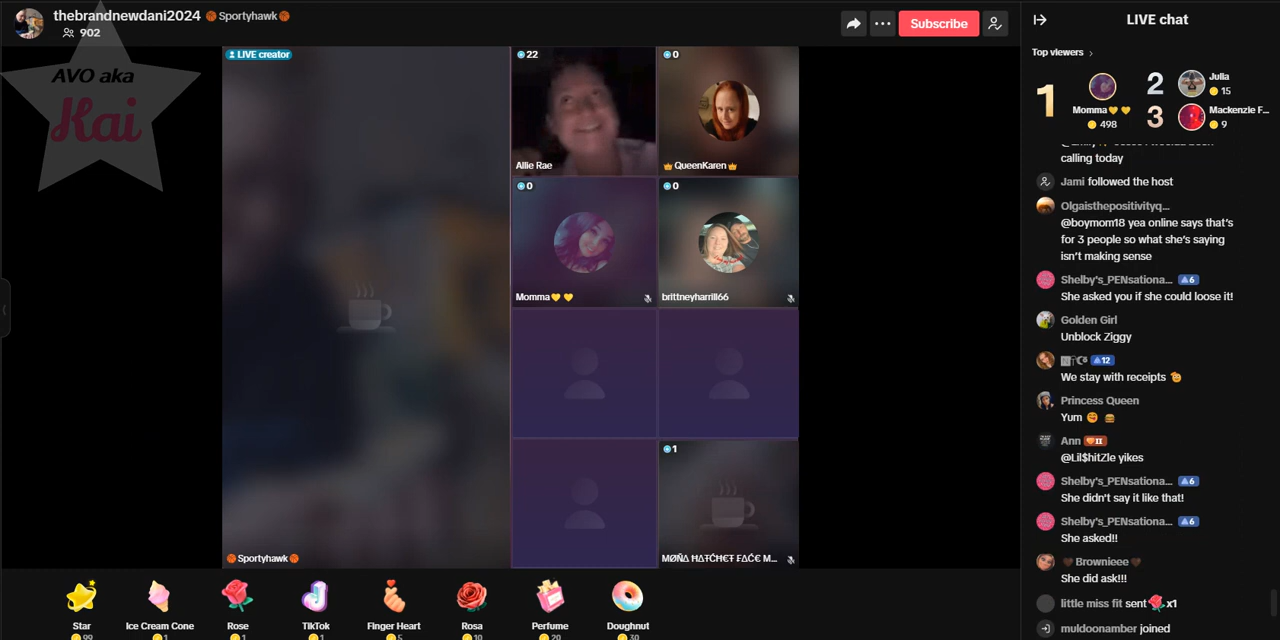 thebrandnewdani2024 🏀 Sportyhawk 🏀
902
Subscribe
AVO aka
Kai
LIVE creator
🏀 Sportyhawk 🏀
22
Allie Rae
0
👑 QueenKaren 👑
0
Momma💛 💛
0
brittneyharrill66
1
MØÑΔ ĦΔŦĆĦ€Ŧ ₣ΔĆ€ M...
Star
99
Ice Cream Cone
1
Rose
1
TikTok
1
Finger Heart
5
Rosa
10
Perfume
20
Doughnut
30
LIVE chat
Top viewers
1
Momma💛 💛
498
2
Julia
15
3
Mackenzie F...
9
calling today
Jami followed the host
Olgaisthepositivityq...
@boymom18 yea online says that's
for 3 people so what she's saying
isn't making sense
Shelby's_PENsationa... 6
She asked you if she could loose it!
Golden Girl
Unblock Ziggy
12
We stay with receipts 🫡
Princess Queen
Yum 😋 🍔
Ann II
@Lil$hitZle yikes
Shelby's_PENsationa... 6
She didn't say it like that!
Shelby's_PENsationa... 6
She asked!!
🖤Brownieee🖤
She did ask!!!
little miss fit sent x1
muldoonamber joined